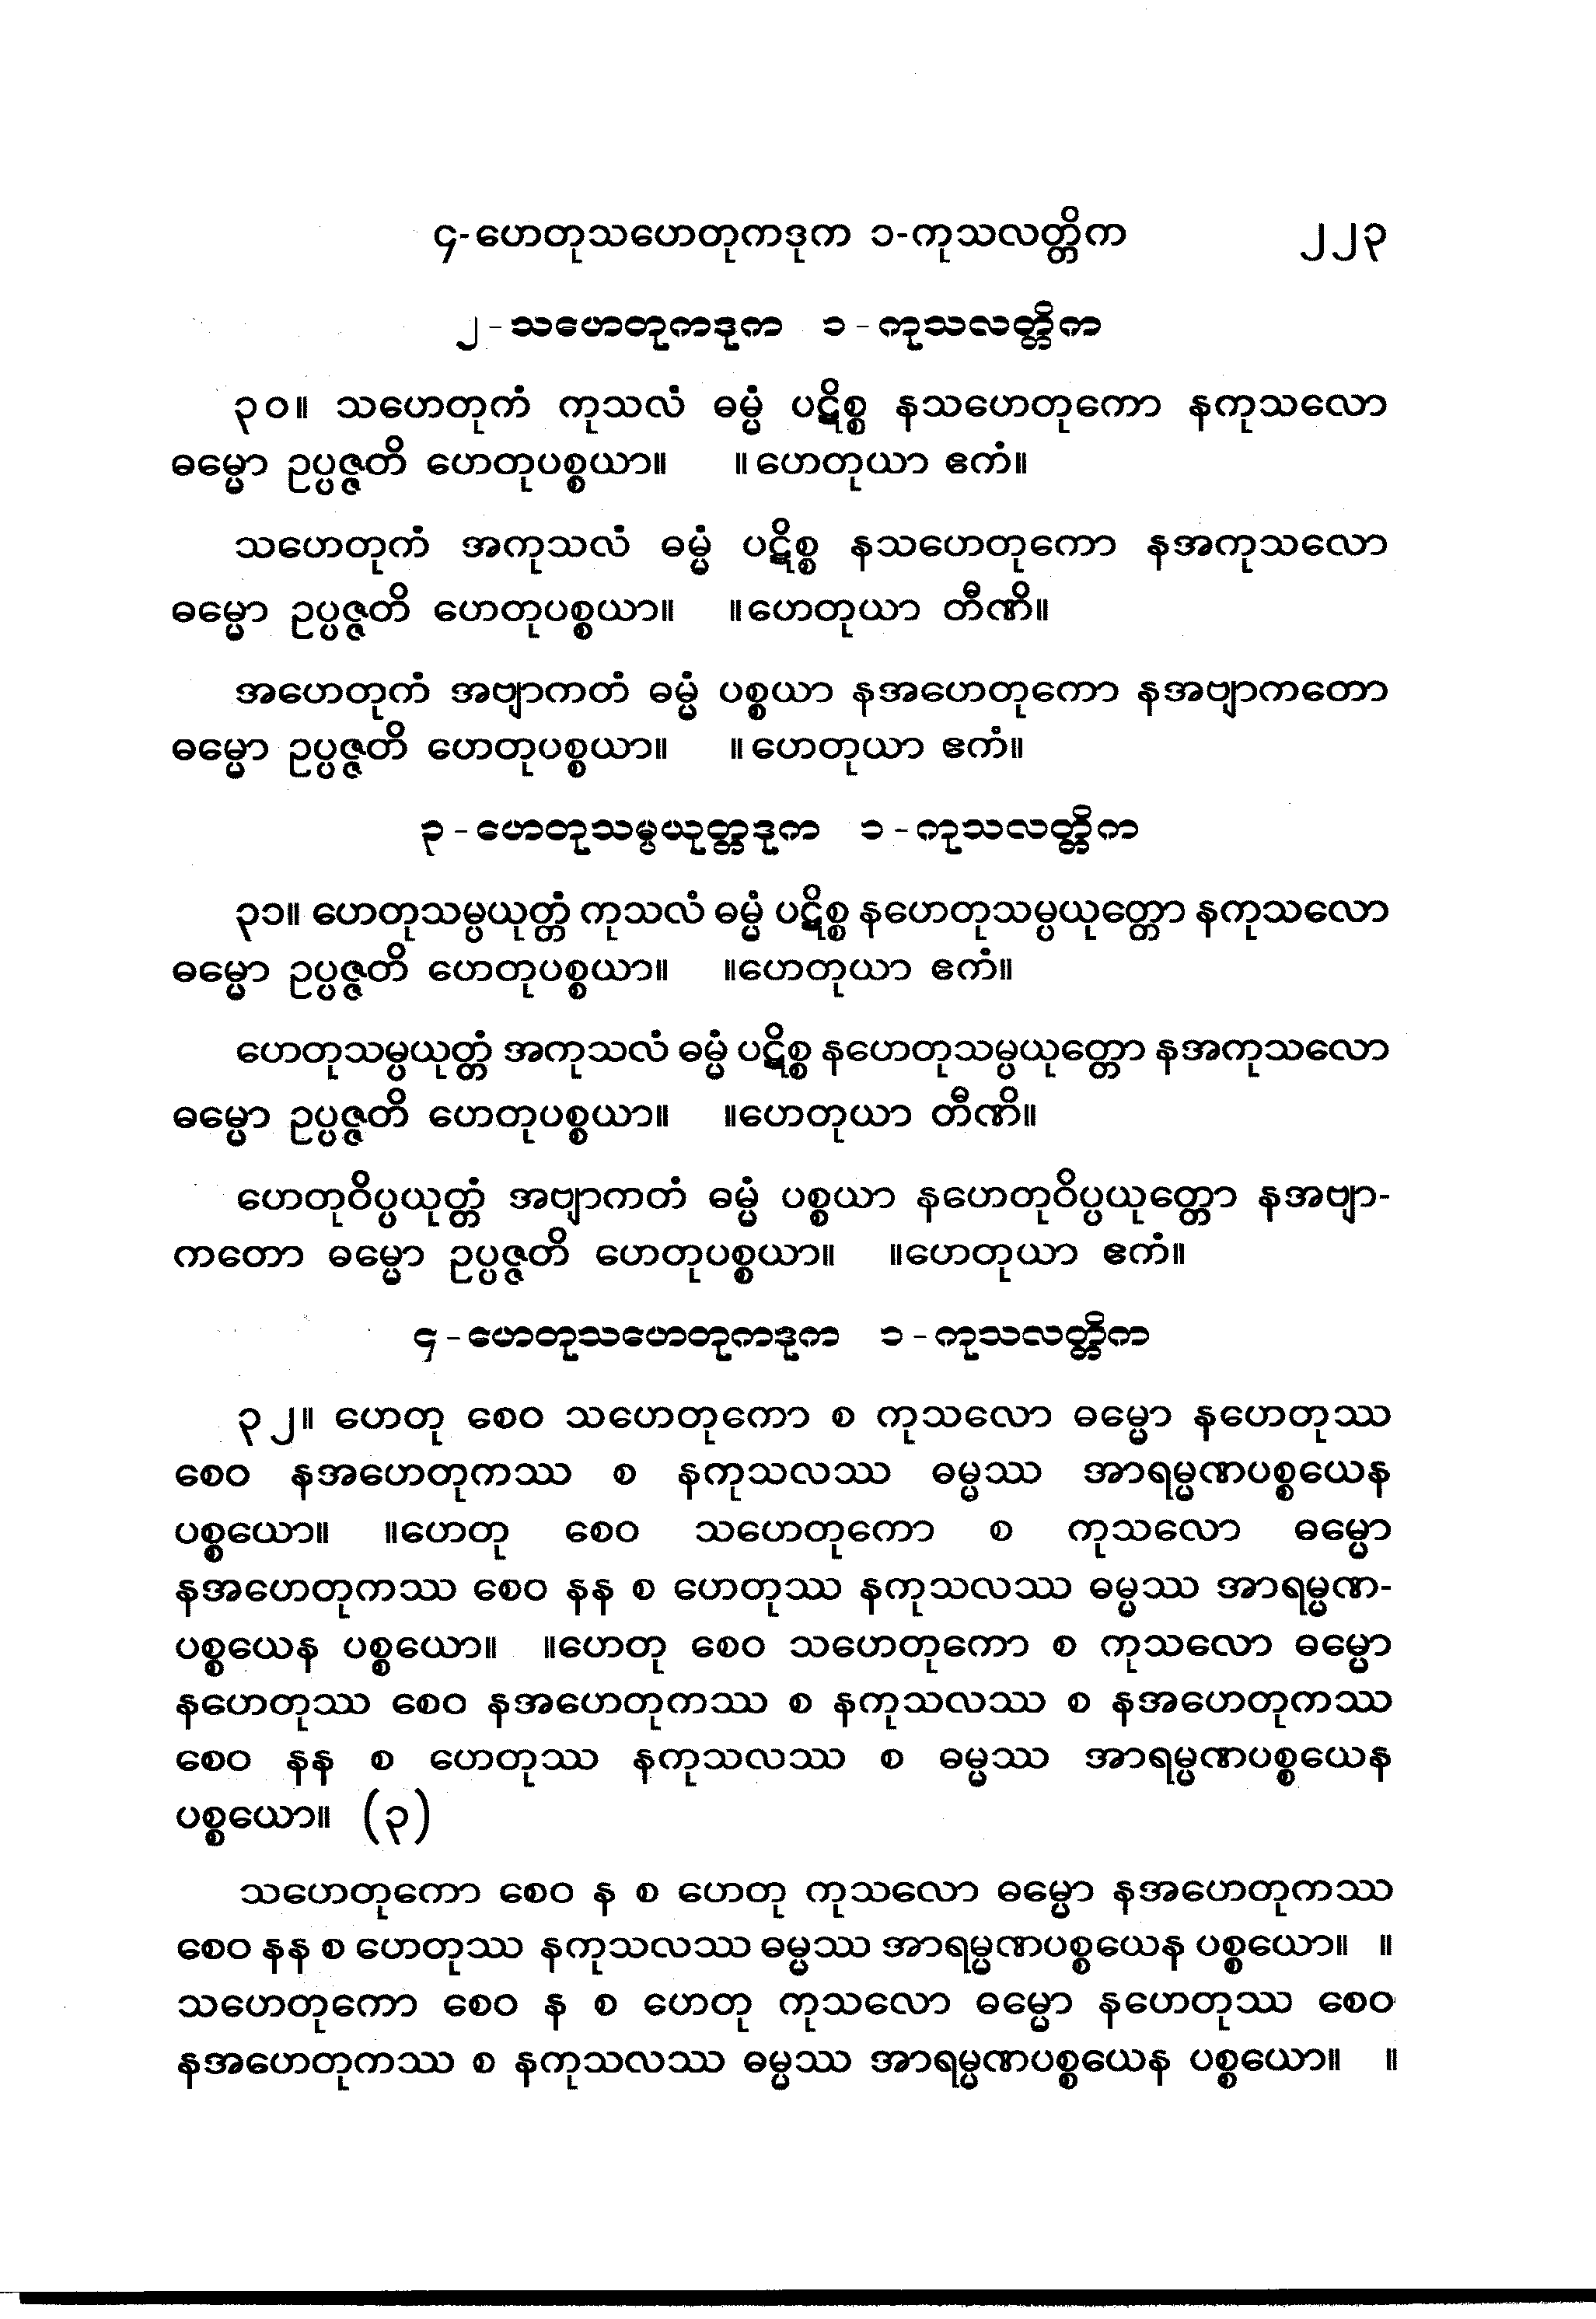 ၄-ဟေတုသဟေတုကဒုက ၁-ကုသလတ္တိက ၂၂၃
၂-သဟေတုကဒုက ၁-ကုသလတ္တိက
၃၀။ သဟေတုကံ ကုသလံ ဓမ္မံ ပဋိစ္စ နသဟေတုကော နကုသလော
ဓမ္မော ဥပ္ပဇ္ဇတိ ဟေတုပစ္စယာ။ ။ဟေတုယာ ဧကံ။
သဟေတုကံ အကုသလံ ဓမ္မံ ပဋိစ္စ နသဟေတုကော နအကုသလော
ဓမ္မော ဥပ္ပဇ္ဇတိ ဟေတုပစ္စယာ။ ။ဟေတုယာ တီဏိ။
အဟေတုကံ အဗျာကတံ ဓမ္မံ ပစ္စယာ နအဟေတုကော နအဗျာကတော
ဓမ္မော ဥပ္ပဇ္ဇတိ ဟေတုပစ္စယာ။ ။ဟေတုယာ ဧကံ။
၃-ဟေတုသမ္ပယုတ္တဒုက ၁-ကုသလတ္တိက
၃၁။ ဟေတုသမ္ပယုတ္တံ ကုသလံ ဓမ္မံ ပဋိစ္စ နဟေတုသမ္ပယုတ္တော နကုသလော
ဓမ္မော ဥပ္ပဇ္ဇတိ ဟေတုပစ္စယာ။ ။ဟေတုယာ ဧကံ။
ဟေတုသမ္ပယုတ္တံ အကုသလံ ဓမ္မံ ပဋိစ္စ နဟေတုသမ္ပယုတ္တော နအကုသလော
ဓမ္မော ဥပ္ပဇ္ဇတိ ဟေတုပစ္စယာ။ ။ဟေတုယာ တီဏိ။
ဟေတုဝိပ္ပယုတ္တံ အဗျာကတံ ဓမ္မံ ပစ္စယာ နဟေတုဝိပ္ပယုတ္တော နအဗျာ-
ကတော ဓမ္မော ဥပ္ပဇ္ဇတိ ဟေတုပစ္စယာ။ ။ဟေတုယာ ဧကံ။
၄-ဟေတုသဟေတုကဒုက ၁-ကုသလတ္တိက
၃၂။ ဟေတု စေဝ သဟေတုကော စ ကုသလော ဓမ္မော နဟေတုဿ
စေဝ နအဟေတုကဿ စ နကုသလဿ ဓမ္မဿ အာရမ္မဏပစ္စယေန
ပစ္စယော။ ။ဟေတု စေဝ သဟေတုကော စ ကုသလော ဓမ္မော
နအဟေတုကဿ စေဝ နန စ ဟေတုဿ နကုသလဿ ဓမ္မဿ အာရမ္မဏ-
ပစ္စယေန ပစ္စယော။ ။ဟေတု စေဝ သဟေတုကော စ ကုသလော ဓမ္မော
နဟေတုဿ စေဝ နအဟေတုကဿ စ နကုသလဿ စ နအဟေတုကဿ
စေဝ နန စ ဟေတုဿ နကုသလဿ စ ဓမ္မဿ အာရမ္မဏပစ္စယေန
ပစ္စယော။ (၃)
သဟေတုကော စေဝ န စ ဟေတု ကုသလော ဓမ္မော နအဟေတုကဿ
စေဝ နန စ ဟေတုဿ နကုသလဿ ဓမ္မဿ အာရမ္မဏပစ္စယေန ပစ္စယော။ ။
သဟေတုကော စေဝ န စ ဟေတု ကုသလော ဓမ္မော နဟေတုဿ စေဝ
နအဟေတုကဿ စ နကုသလဿ ဓမ္မဿ အာရမ္မဏပစ္စယေန ပစ္စယော။ ။